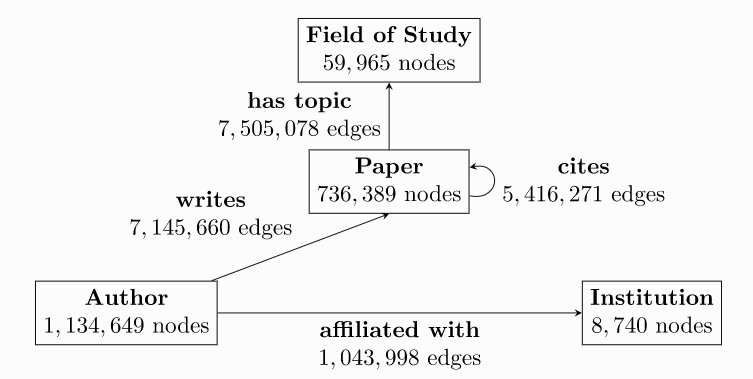 Field of Study
59,965 nodes
has topic
7,505,078 edges
Paper
736,389 nodes
cites
5,416,271 edges
writes
7,145,660 edges
Author
1,134,649 nodes
Institution
8,740 nodes
affiliated with
1,043,998 edges